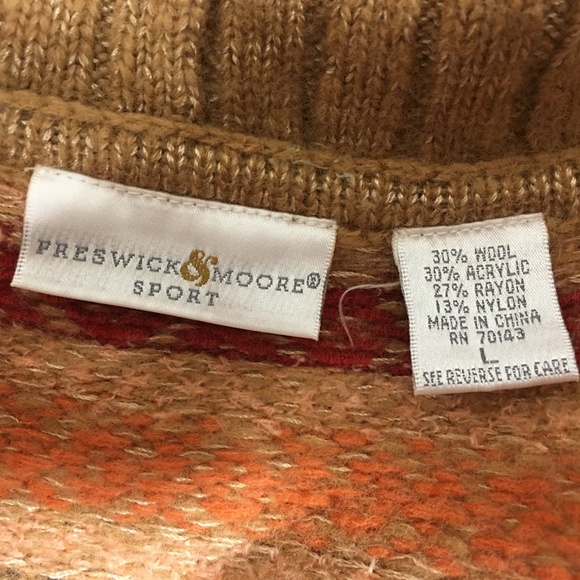 PRESWICK & MOORE®
SPORT
30% WOOL
30% ACRYLIC
27% RAYON
13% NYLON
MADE IN CHINA
RN 70143
L
SEE REVERSE FOR CARE